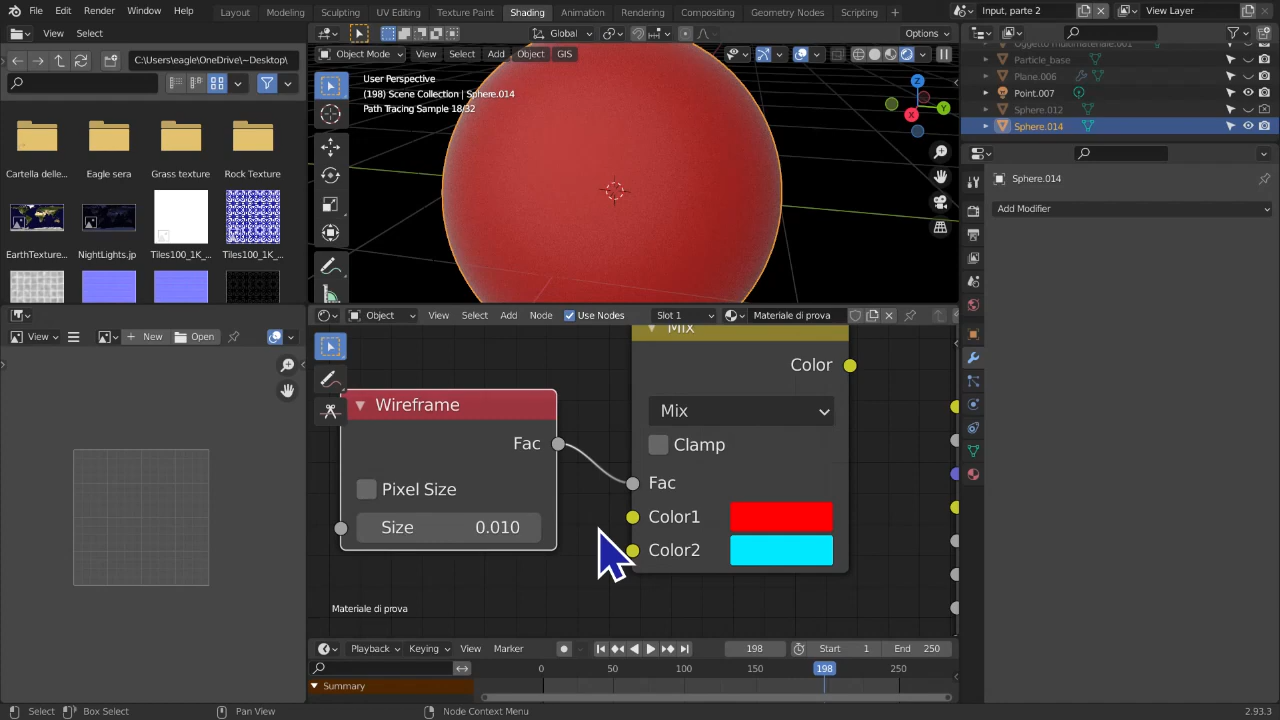 File Edit Render Window Help Layout Modeling Sculpting UV Editing Texture Paint Shading Animation Rendering Compositing Geometry Nodes Scripting + Input, parte 2 View Layer
View Select
C:\Users\eagle\OneDrive\~Desktop\
Cartella delle... Eagle sera Grass texture Rock Texture
EarthTexture... NightLights.jp Tiles100_1K_... Tiles100_1K_...
View New Open
Global Options
Object Mode View Select Add Object GIS
User Perspective
(198) Scene Collection | Sphere.014
Path Tracing Sample 18/32
Z
Y
X
Object View Select Add Node Use Nodes Slot 1 Materiale di prova
Wireframe
Fac
Pixel Size
Size 0.010
Mix
Color
Mix
Clamp
Fac
Color1
Color2
Materiale di prova
Playback Keying View Marker 198 Start 1 End 250
0 50 100 150 198 250
Summary
Oggetto multimateriale.001
Particle_base
Plane.006
Point.007
Sphere.012
Sphere.014
Sphere.014
Add Modifier
Select Box Select Pan View Node Context Menu 2.93.3